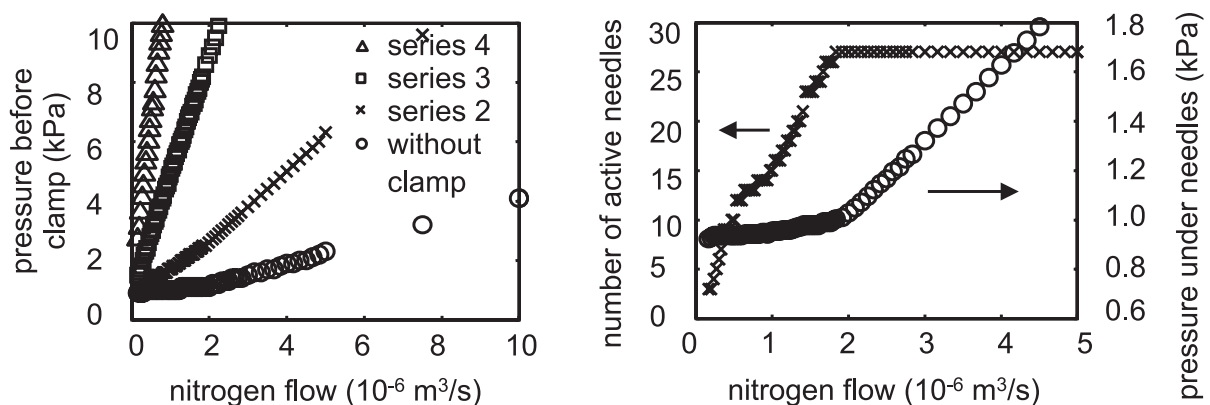 pressure before
clamp (kPa)
10
8
6
4
2
0
series 4
series 3
series 2
without
clamp
0 2 4 6 8 10
nitrogen flow (10⁻⁶ m³/s)
number of active needles
30
25
20
15
10
5
0
0 1 2 3 4 5
nitrogen flow (10⁻⁶ m³/s)
1.8
1.6
1.4
1.2
1.0
0.8
0.6
pressure under needles (kPa)